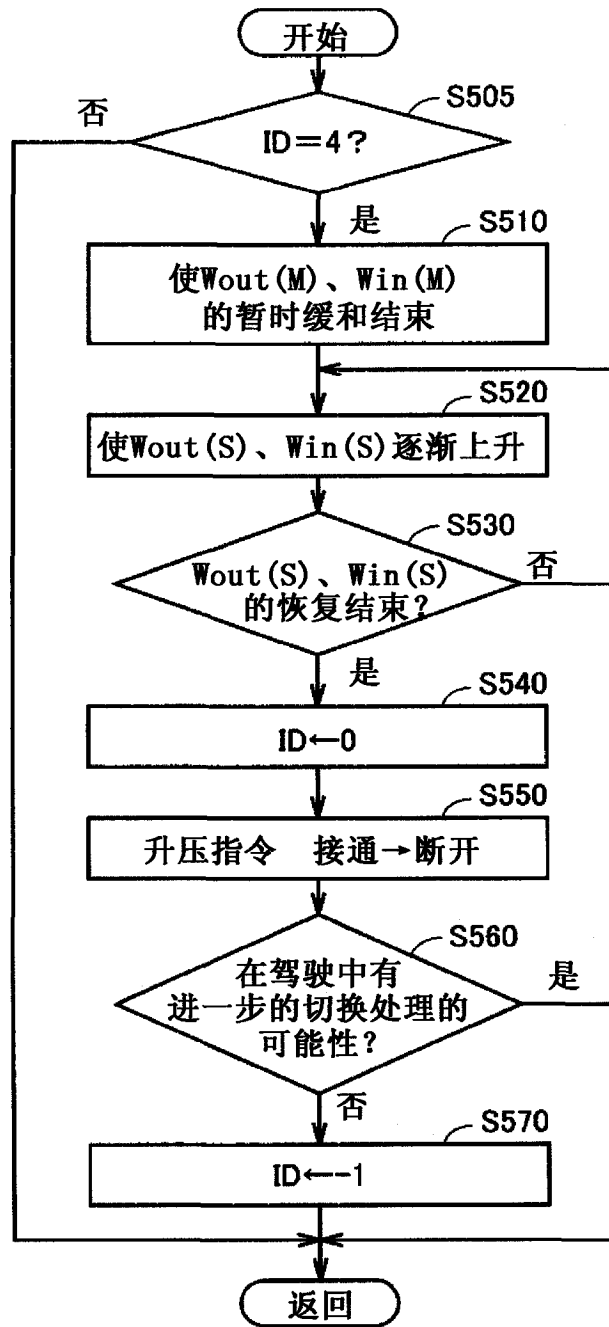 开始
S505
否
ID＝4？
是
S510
使Wout(M)、Win(M)
的暂时缓和结束
S520
使Wout(S)、Win(S)逐渐上升
S530
Wout(S)、Win(S)
的恢复结束？
否
是
S540
ID←0
S550
升压指令 接通→断开
S560
在驾驶中有
进一步的切换处理的
可能性？
是
否
S570
ID←-1
返回